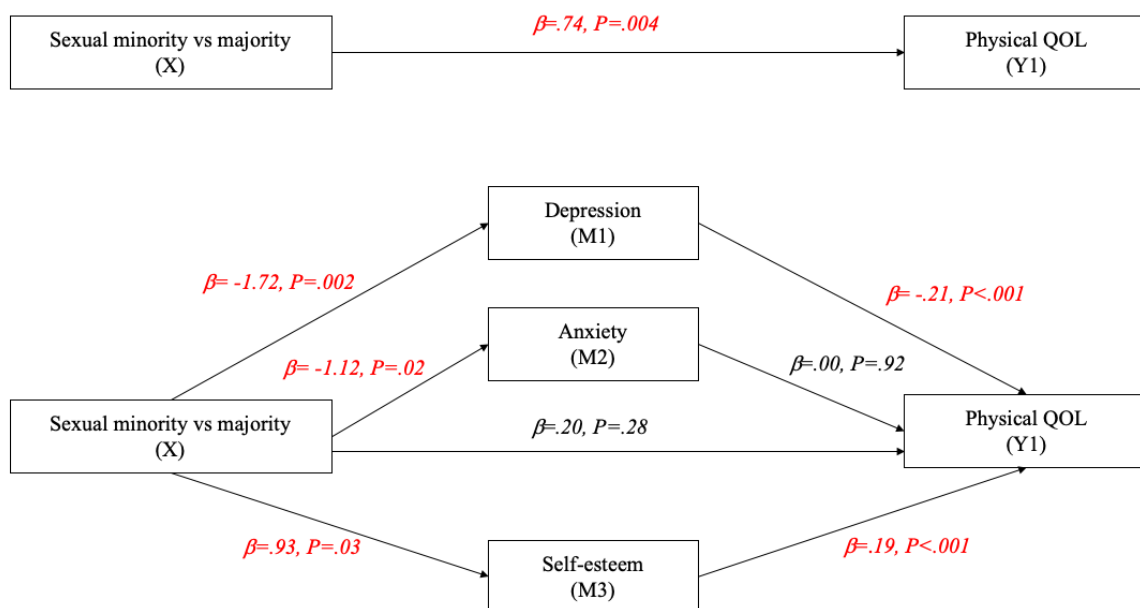 β=.74, P=.004
Sexual minority vs majority
(X)
Physical QOL
(Y1)
Depression
(M1)
β= -1.72, P=.002
β= -.21, P<.001
Anxiety
(M2)
β= -1.12, P=.02
β=.00, P=.92
Sexual minority vs majority
(X)
β=.20, P=.28
Physical QOL
(Y1)
β=.93, P=.03
β=.19, P<.001
Self-esteem
(M3)